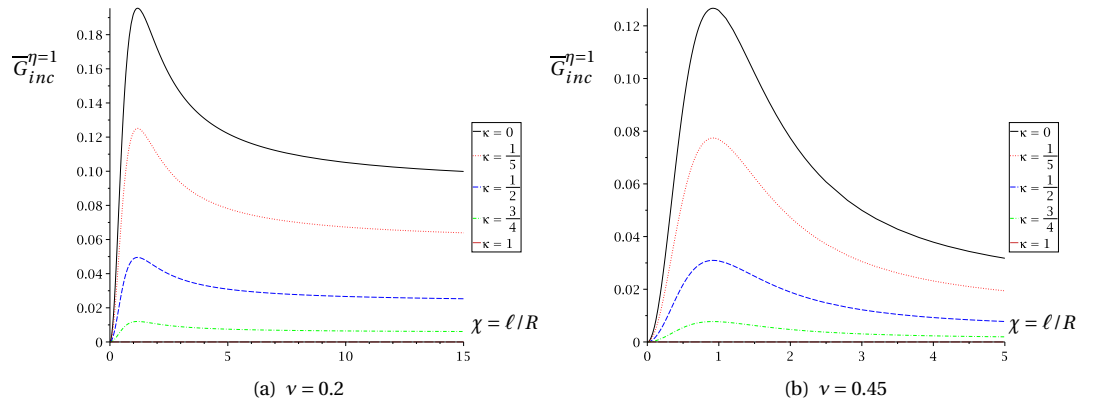 0.18
0.16
0.14
0.12
0.10
0.08
0.06
0.04
0.02
0
0 5 10 15
G̅_{inc}^{η=1}
κ = 0
κ = 1/5
κ = 1/2
κ = 3/4
κ = 1
χ = ℓ/R
(a) ν = 0.2
0.12
0.10
0.08
0.06
0.04
0.02
0
0 1 2 3 4 5
G̅_{inc}^{η=1}
κ = 0
κ = 1/5
κ = 1/2
κ = 3/4
κ = 1
χ = ℓ/R
(b) ν = 0.45